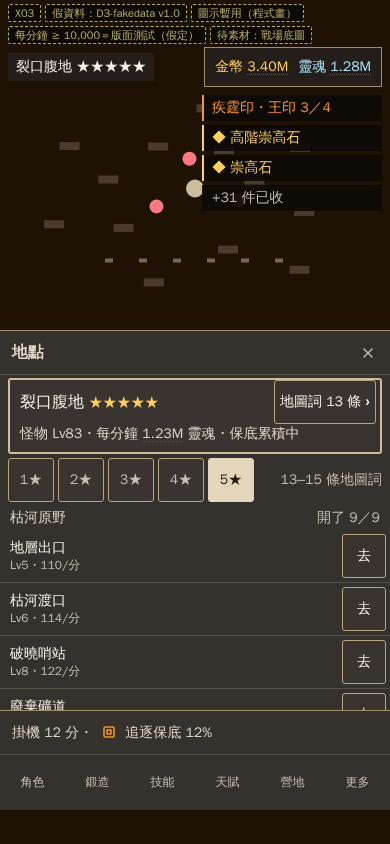 X03 假資料：D3-fakedata v1.0 圖示暫用（程式畫）
每分鐘 ≥ 10,000＝版面測試（假定） 待素材：戰場底圖
裂口腹地 ★★★★★
金幣 3.40M 靈魂 1.28M
疾霆印・王印 3／4
◆ 高階崇高石
◆ 崇高石
+31 件已收
地點 ×
裂口腹地 ★★★★★ 地圖詞 13 條 ›
怪物 Lv83・每分鐘 1.23M 靈魂・保底累積中
1★ 2★ 3★ 4★ 5★ 13–15 條地圖詞
枯河原野 開了 9／9
地層出口 去
Lv5・110/分
枯河渡口 去
Lv6・114/分
破曉哨站 去
Lv8・122/分
廢棄礦道
掛機 12 分・ 追逐保底 12%
角色 鍛造 技能 天賦 營地 更多